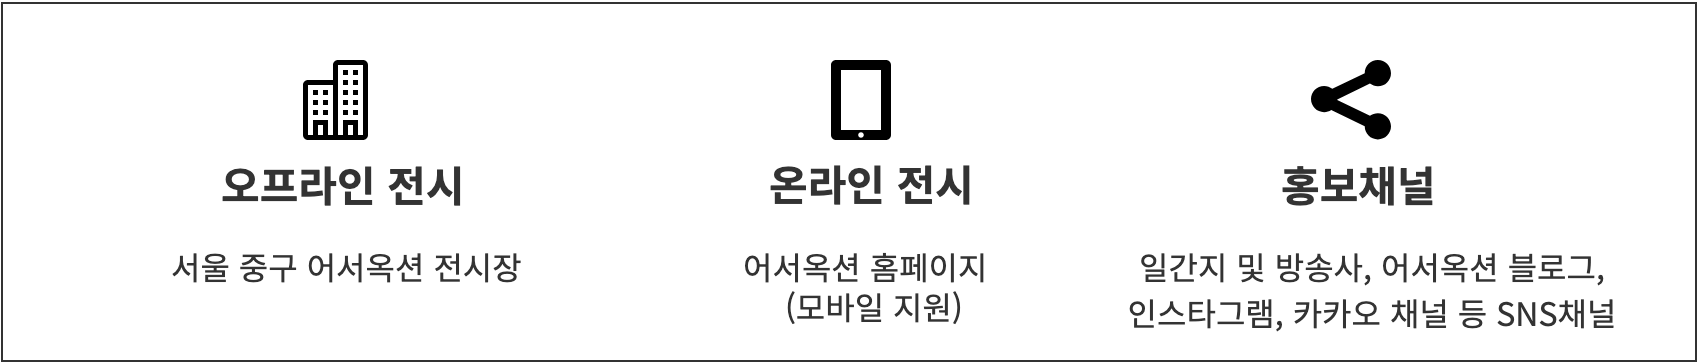 오프라인 전시
서울 중구 어서옥션 전시장
온라인 전시
어서옥션 홈페이지
(모바일 지원)
홍보채널
일간지 및 방송사, 어서옥션 블로그,
인스타그램, 카카오 채널 등 SNS채널